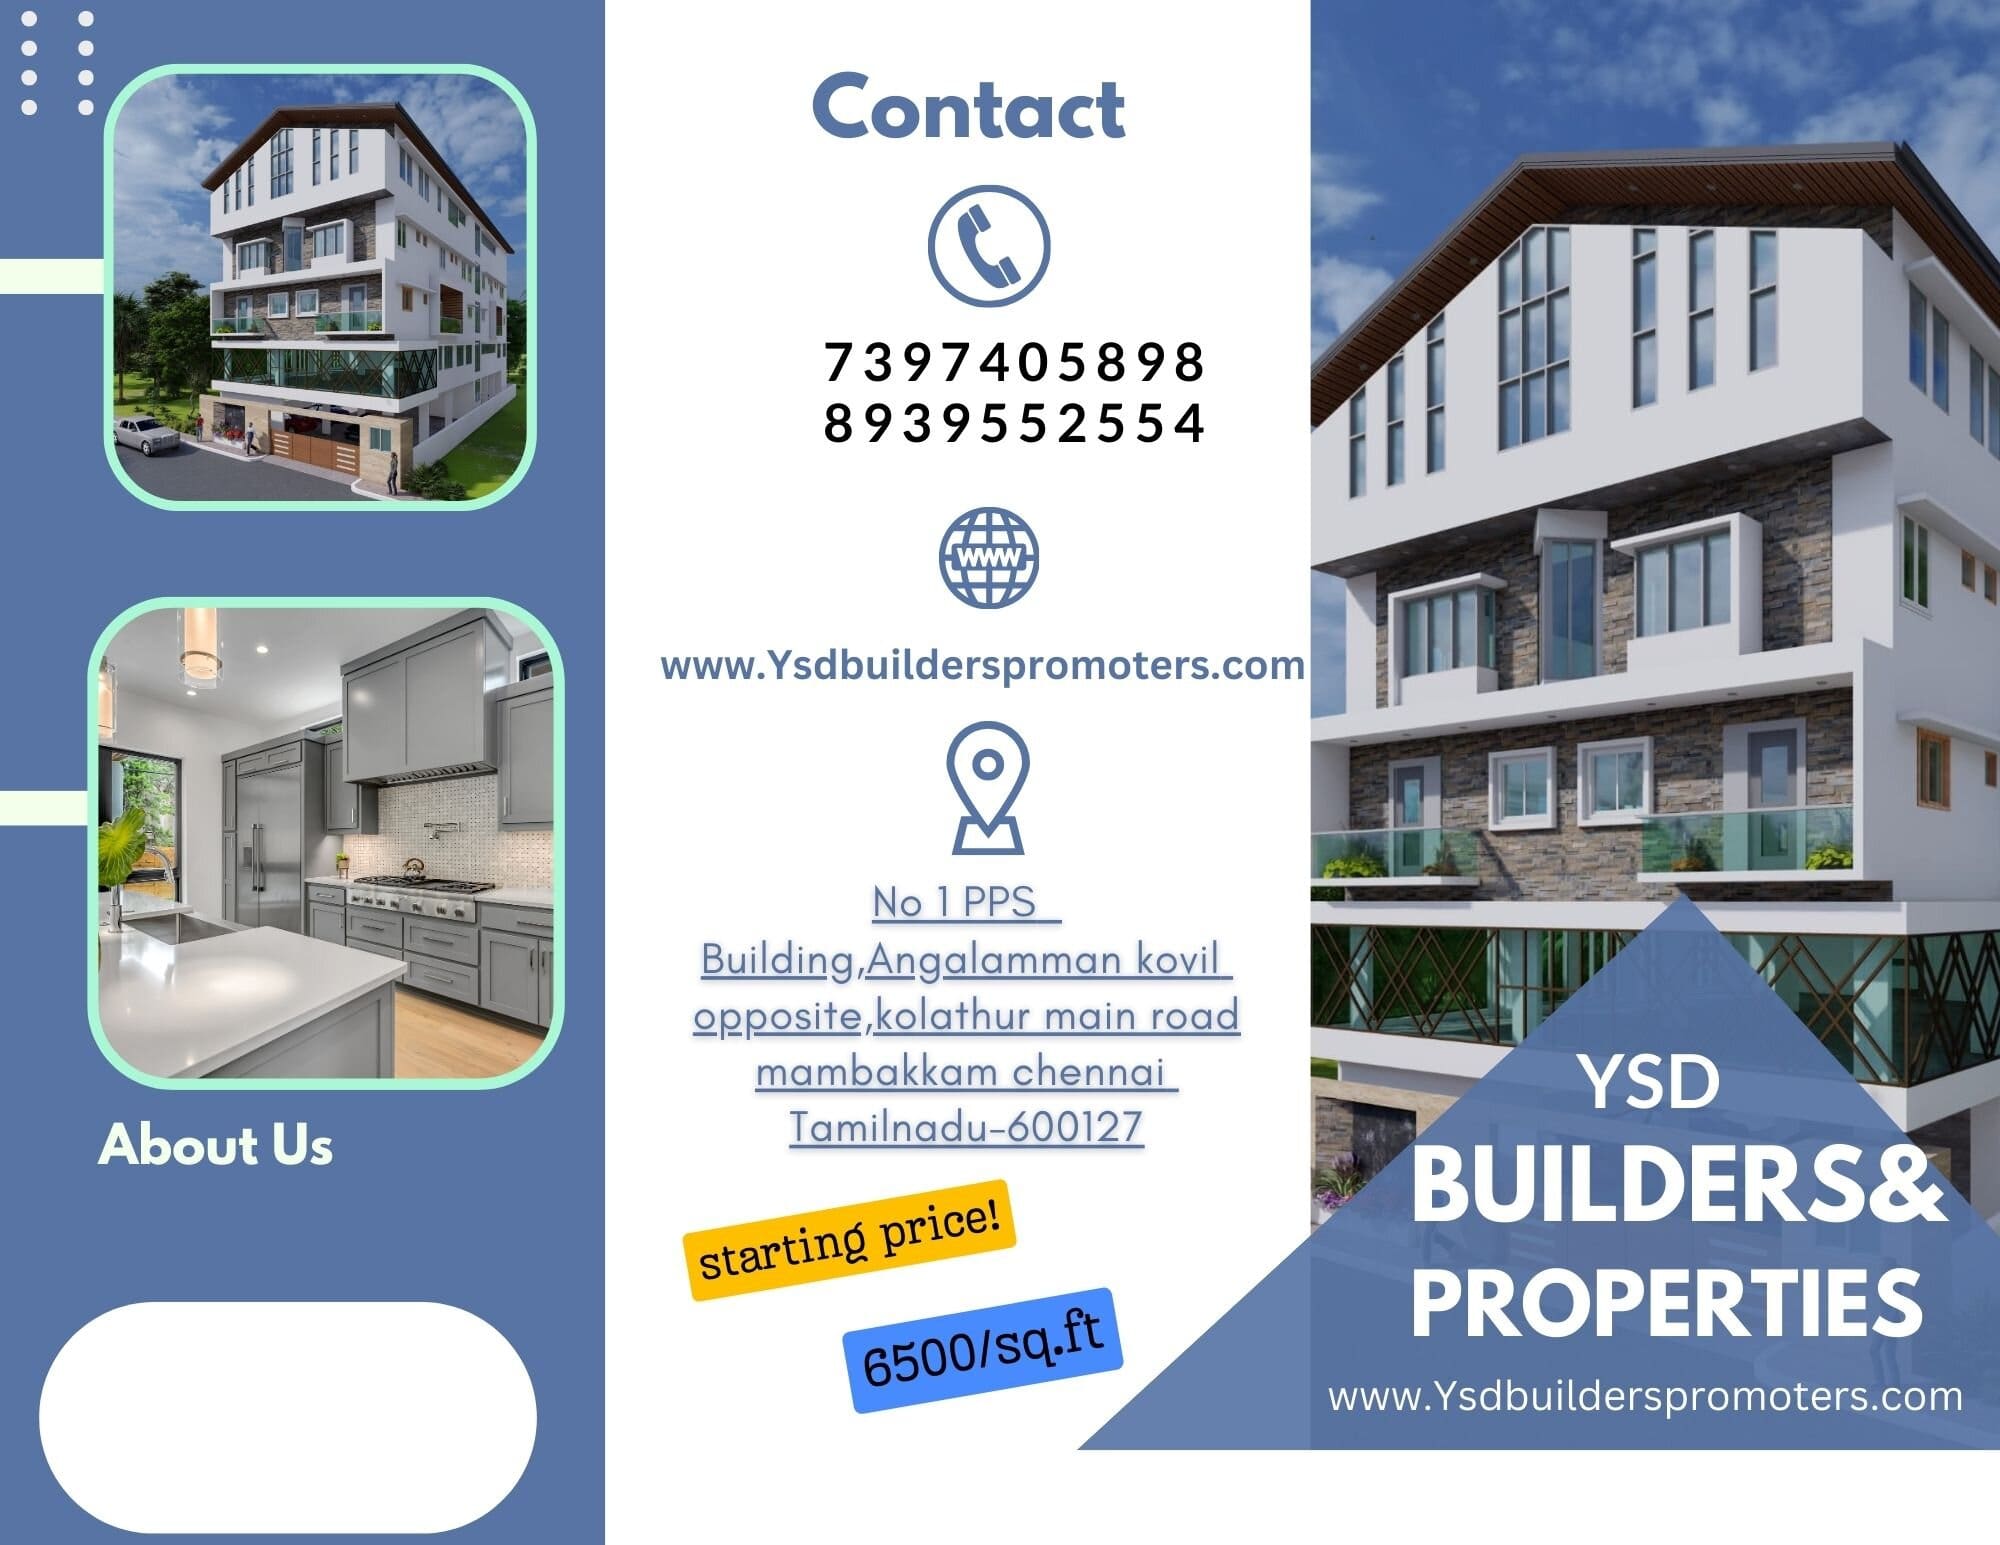 About Us
Contact
7397405898
8939552554
www
www.Ysdbuilderspromoters.com
No 1 PPS
Building,Angalamman kovil
opposite,kolathur main road
mambakkam chennai
Tamilnadu-600127
starting price!
6500/sq.ft
YSD
BUILDERS&
PROPERTIES
www.Ysdbuilderspromoters.com